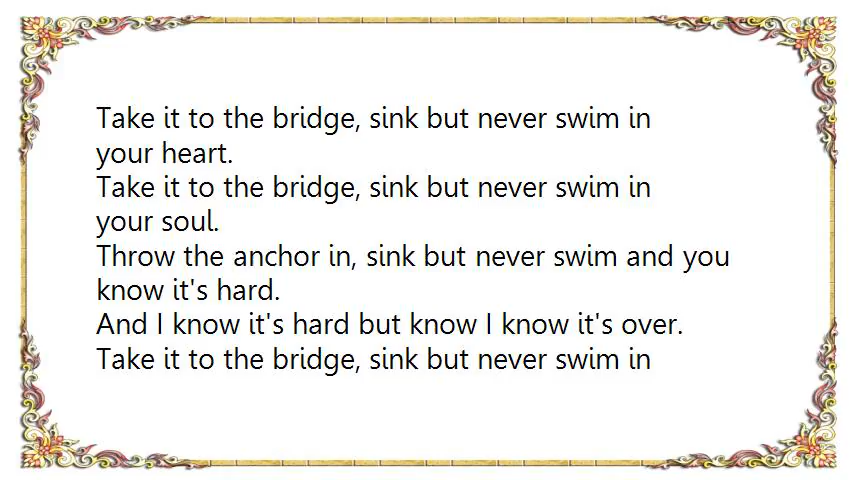 Take it to the bridge, sink but never swim in
your heart.
Take it to the bridge, sink but never swim in
your soul.
Throw the anchor in, sink but never swim and you
know it's hard.
And I know it's hard but know I know it's over.
Take it to the bridge, sink but never swim in